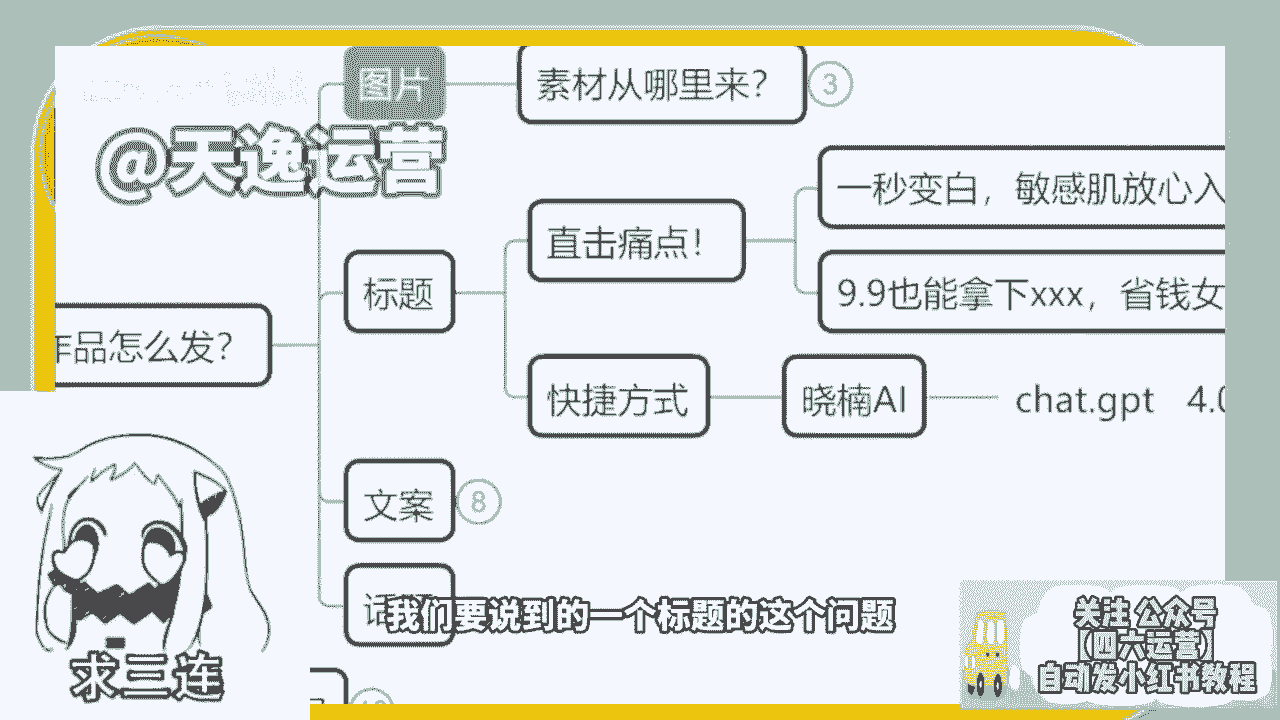 图片
素材从哪里来？
3
@天逸运营
一秒变白，敏感肌放心入
直击痛点！
标题
9.9也能拿下xxx，省钱女
作品怎么发？
快捷方式
晓楠AI
chat.gpt 4.0
文案
8
我们要说到的一个标题的这个问题
关注 公众号
（四六运营）
自动发小红书教程
求三连